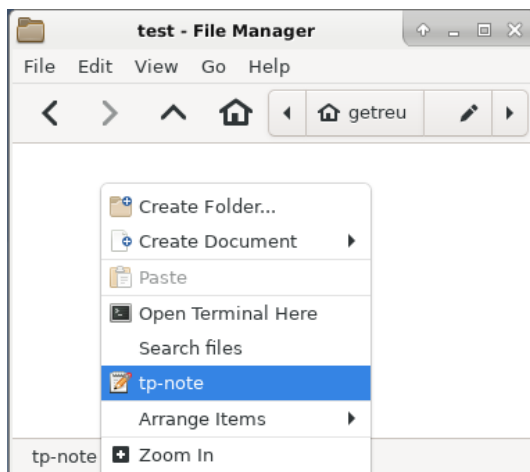 test - File Manager
File Edit View Go Help
getreu
Create Folder...
Create Document
Paste
Open Terminal Here
Search files
tp-note
Arrange Items
tp-note
Zoom In